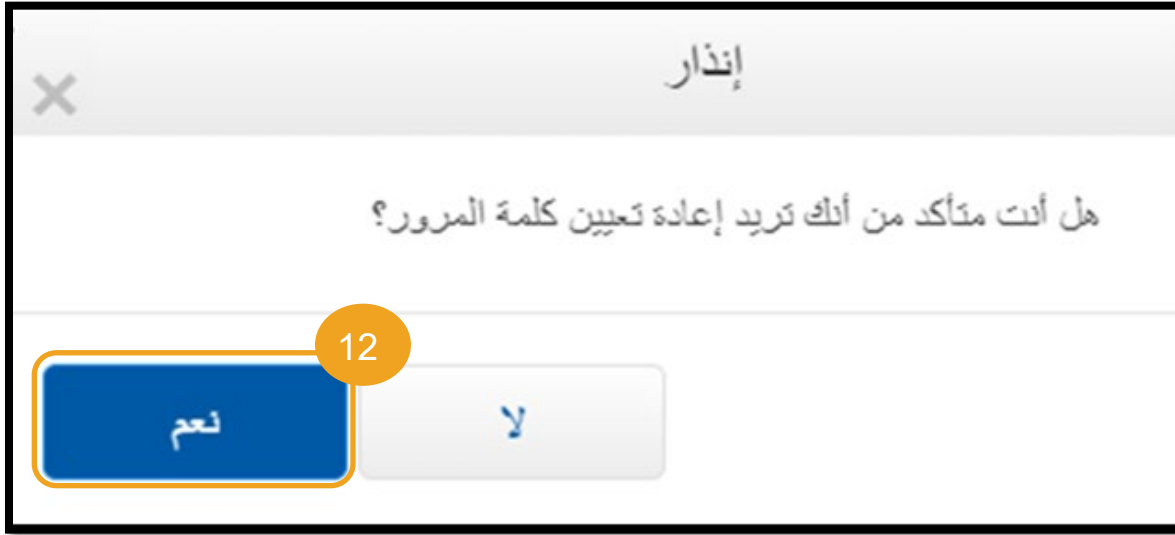 إنذار
هل أنت متأكد من أنك تريد إعادة تعيين كلمة المرور؟
12
لا
نعم